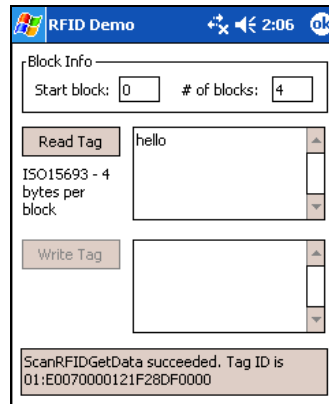 RFID Demo 2:06 ok
Block Info
Start block: 0 # of blocks: 4
Read Tag
hello
ISO15693 - 4
bytes per
block
Write Tag
ScanRFIDGetData succeeded. Tag ID is
01:E0070000121F28DF0000